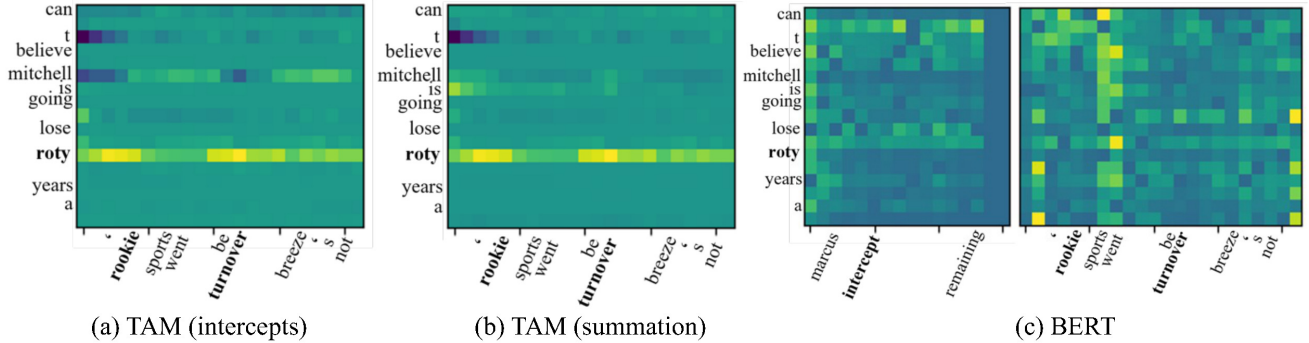 can
t
believe
mitchell
is
going
lose
roty
years
a
‘
rookie
sports
went
be
turnover
breeze
‘
s
not
(a) TAM (intercepts)
can
t
believe
mitchell
is
going
lose
roty
years
a
‘
rookie
sports
went
be
turnover
breeze
‘
s
not
(b) TAM (summation)
can
t
believe
mitchell
is
going
lose
roty
years
a
marcus
intercept
remaining
‘
rookie
sports
went
be
turnover
breeze
‘
s
not
(c) BERT